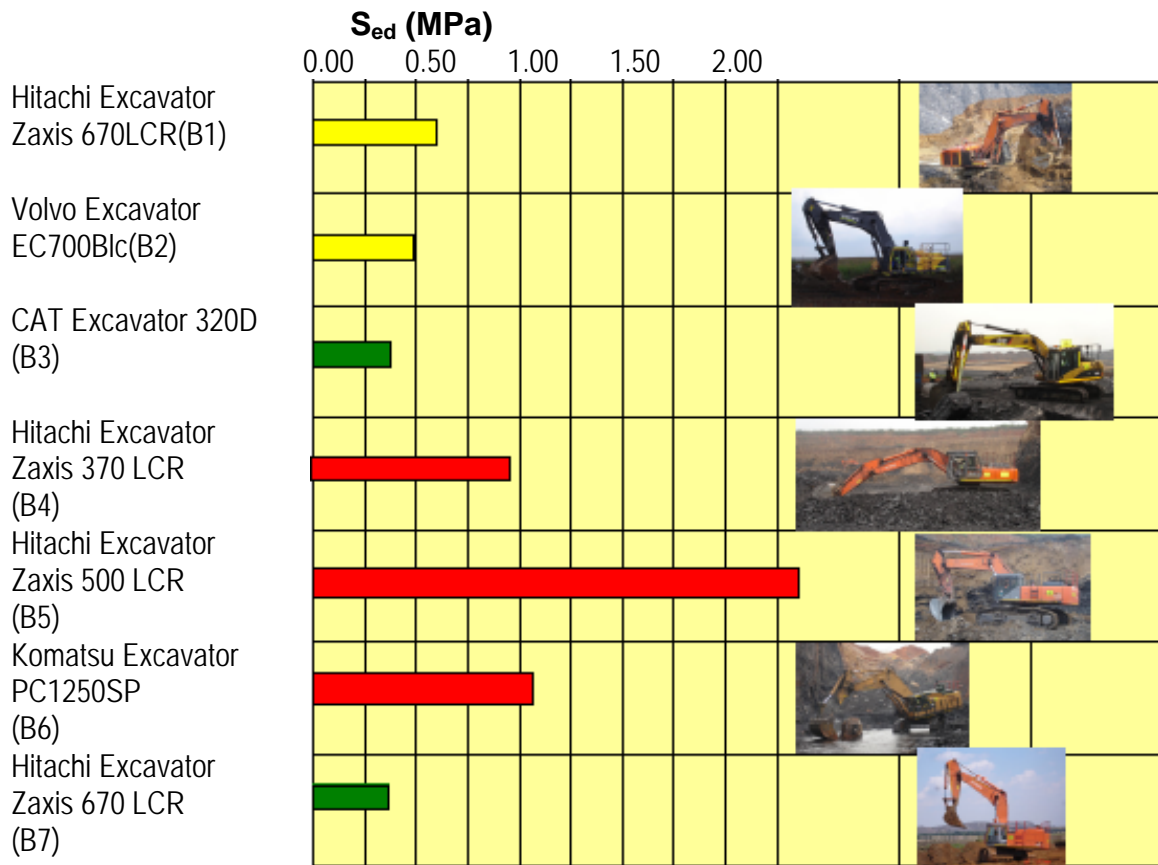 S_ed (MPa)
0.00 0.50 1.00 1.50 2.00
Hitachi Excavator
Zaxis 670LCR(B1)
Volvo Excavator
EC700Blc(B2)
CAT Excavator 320D
(B3)
Hitachi Excavator
Zaxis 370 LCR
(B4)
Hitachi Excavator
Zaxis 500 LCR
(B5)
Komatsu Excavator
PC1250SP
(B6)
Hitachi Excavator
Zaxis 670 LCR
(B7)